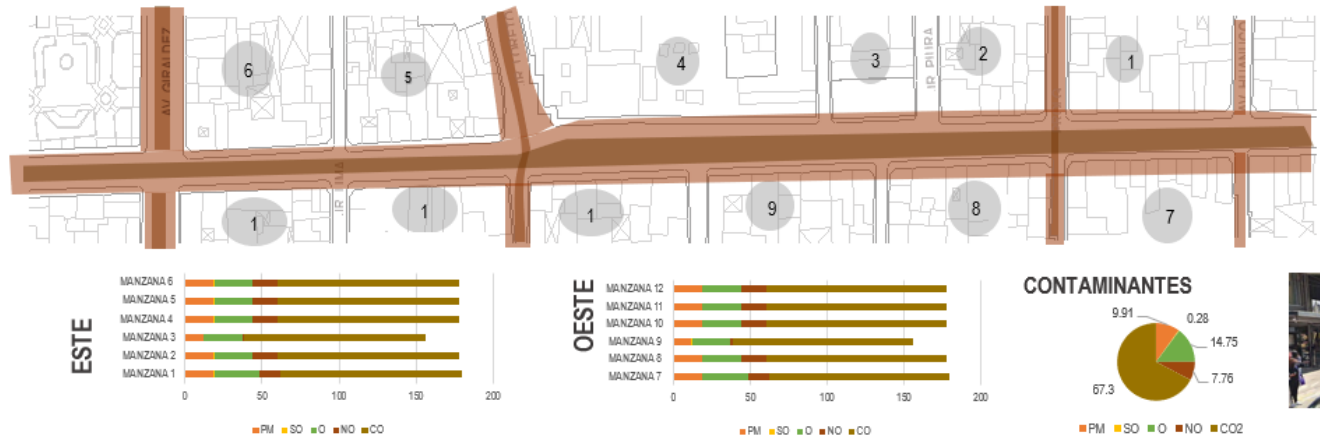 AV. GIRALDEZ
JR. PIURA
AV. HUANUCO
6
5
4
3
2
1
1
1
1
9
8
7
ESTE
MANZANA 6
MANZANA 5
MANZANA 4
MANZANA 3
MANZANA 2
MANZANA 1
0 50 100 150 200
PM SO O NO CO
OESTE
MANZANA 12
MANZANA 11
MANZANA 10
MANZANA 9
MANZANA 8
MANZANA 7
0 50 100 150 200
PM SO O NO CO
CONTAMINANTES
9.91
0.28
14.75
7.76
67.3
PM SO O NO CO2